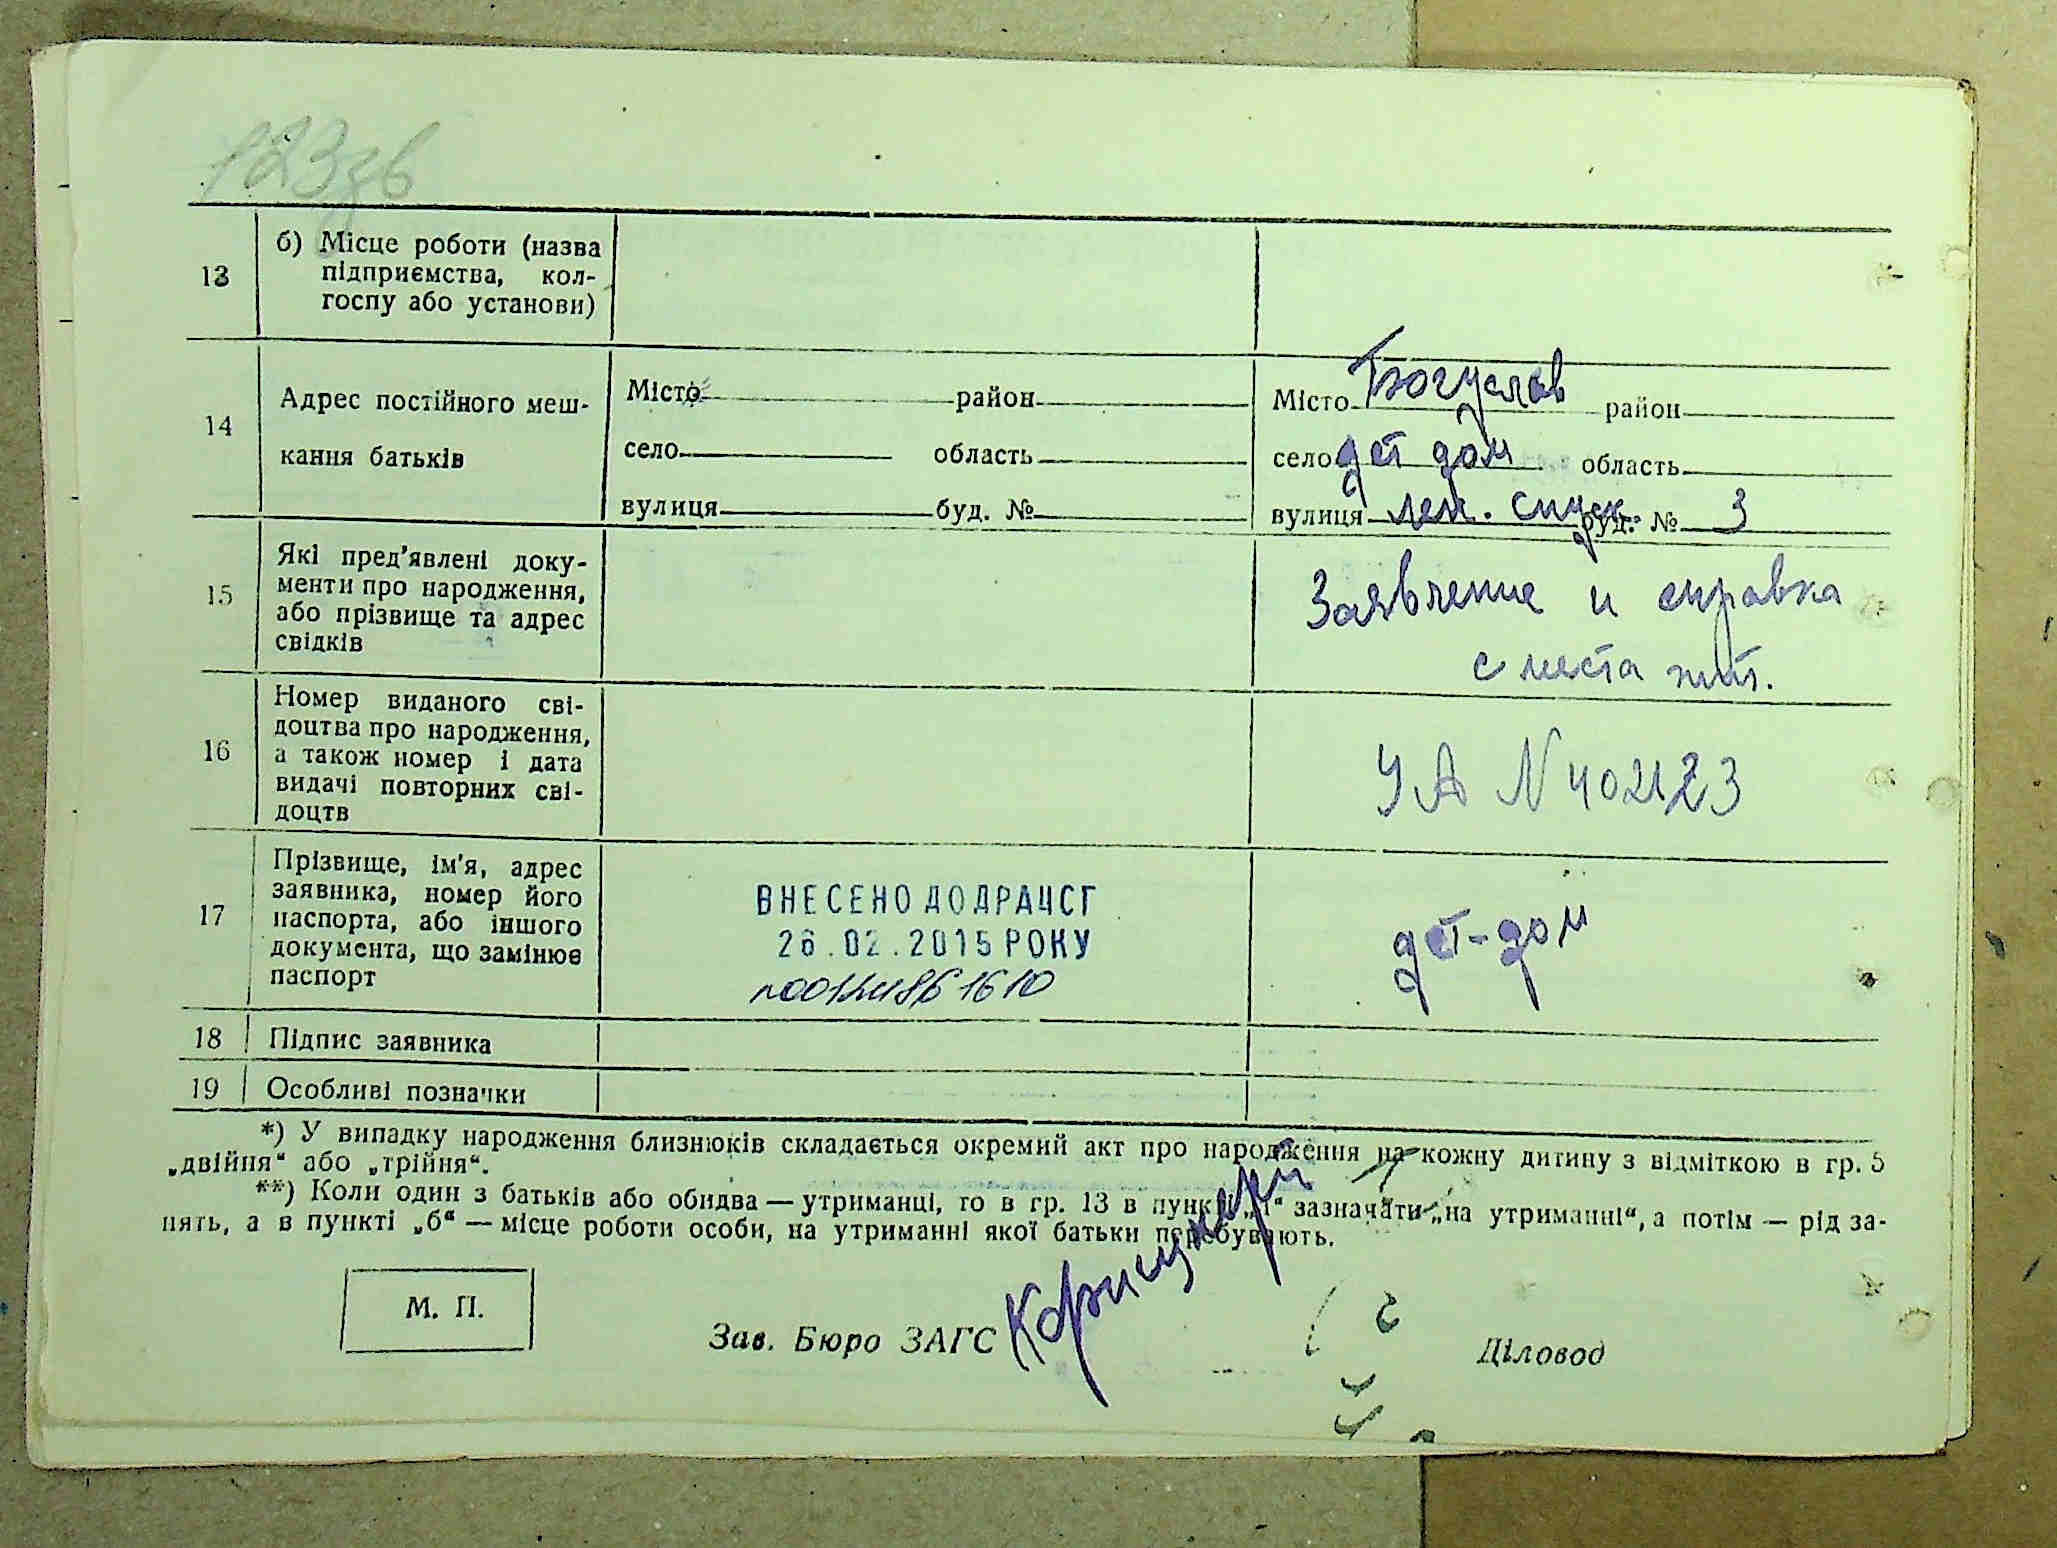 123зв
13
б) Місце роботи (назва
підприємства, кол-
госпу або установи)
14
Адрес постійного меш-
кання батьків
Місто район
село область
вулиця буд. №
Місто Богуслав район
село дет дом область
вулиця лен. спуск буд. № 3
15
Які пред'явлені доку-
менти про народження,
або прізвище та адрес
свідків
Заявление и справка
с места жит.
16
Номер виданого сві-
доцтва про народження,
а також номер і дата
видачі повторних сві-
доцтв
УА N 402123
17
Прізвище, ім'я, адрес
заявника, номер його
паспорта, або іншого
документа, що замінює
паспорт
ВНЕСЕНО ДО ДРАЦСГ
26.02.2015 РОКУ
дет-дом
18 Підпис заявника
19 Особливі позначки
*) У випадку народження близнюків складається окремий акт про народження на кожну дитину з відміткою в гр. 5
„двійня“ або „трійня“.
**) Коли один з батьків або обидва — утриманці, то в гр. 13 в пункті „а“ зазначати „на утриманні“, а потім — рід за-
нять, а в пункті „б“ — місце роботи особи, на утриманні якої батьки перебувають.
М. П.
Зав. Бюро ЗАГС
Діловод